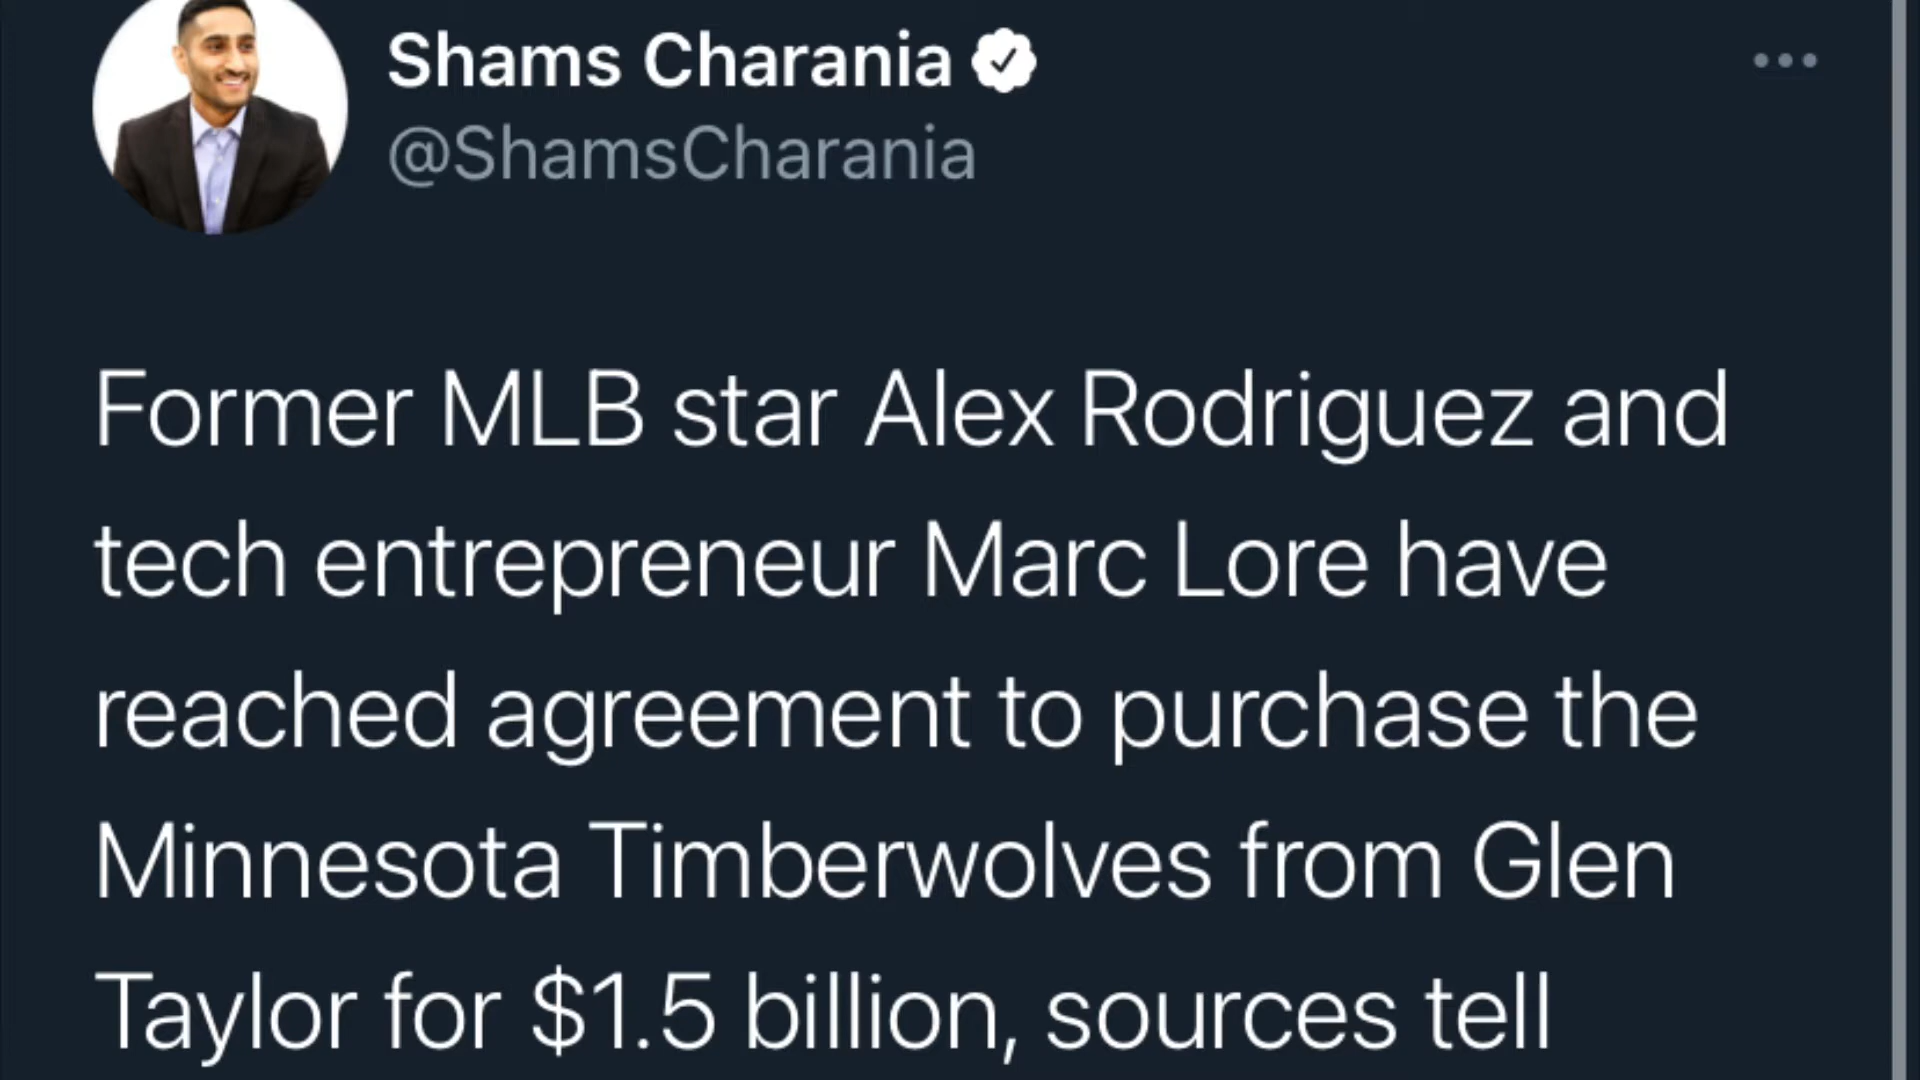 Shams Charania
@ShamsCharania
Former MLB star Alex Rodriguez and
tech entrepreneur Marc Lore have
reached agreement to purchase the
Minnesota Timberwolves from Glen
Taylor for $1.5 billion, sources tell